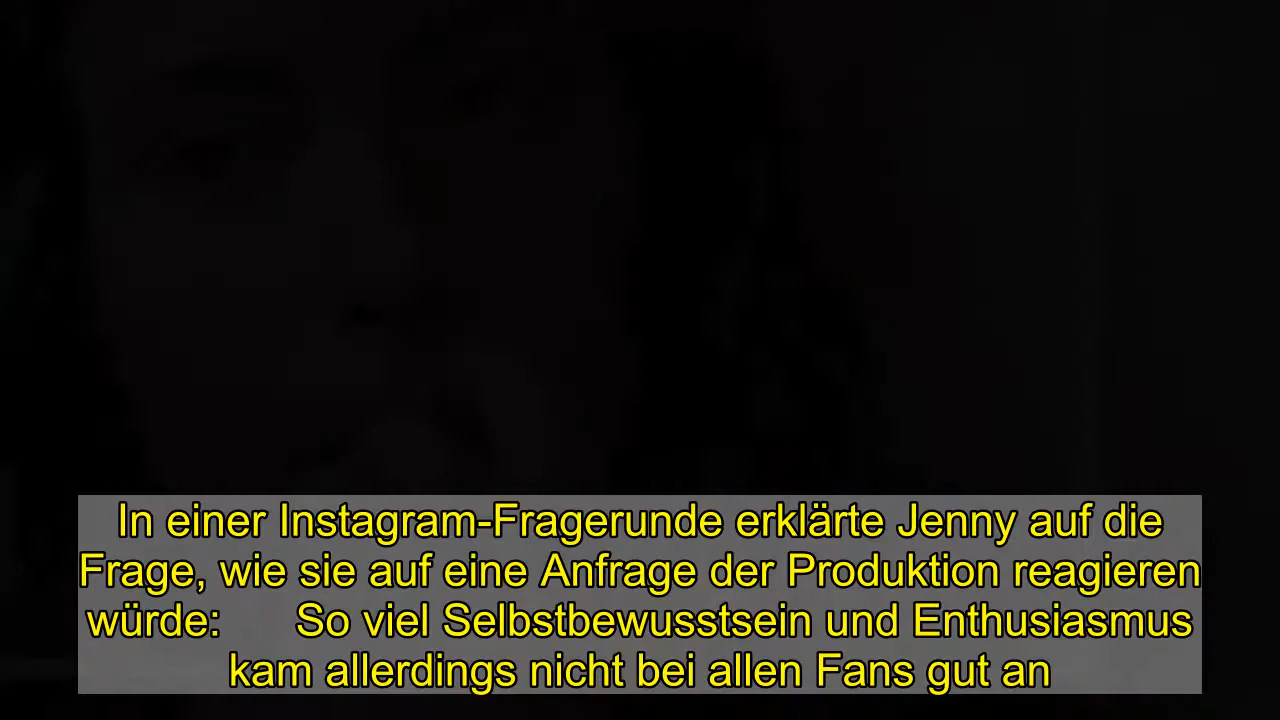 In einer Instagram-Fragerunde erklärte Jenny auf die
Frage, wie sie auf eine Anfrage der Produktion reagieren
würde: So viel Selbstbewusstsein und Enthusiasmus
kam allerdings nicht bei allen Fans gut an